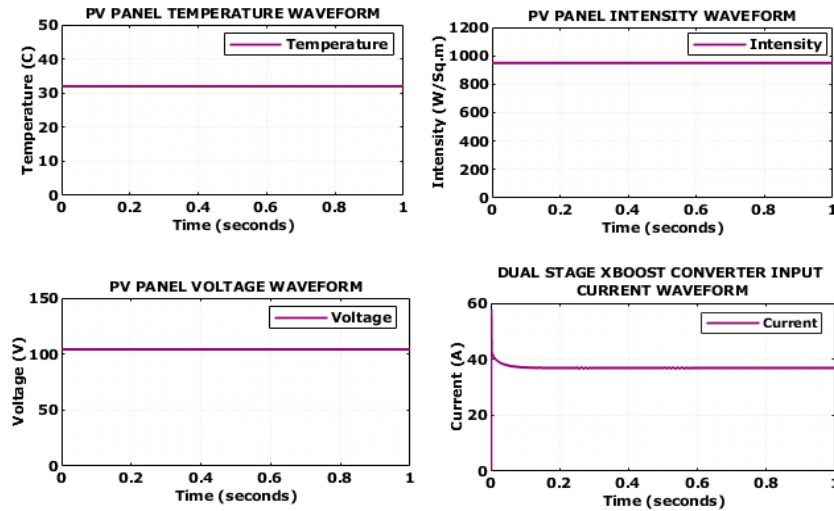 PV PANEL TEMPERATURE WAVEFORM
50
40
30
20
10
0
Temperature (C)
Temperature
0 0.2 0.4 0.6 0.8 1
Time (seconds)
PV PANEL INTENSITY WAVEFORM
1200
1000
800
600
400
200
0
Intensity (W/Sq.m)
Intensity
0 0.2 0.4 0.6 0.8 1
Time (seconds)
PV PANEL VOLTAGE WAVEFORM
150
100
50
0
Voltage (V)
Voltage
0 0.2 0.4 0.6 0.8 1
Time (seconds)
DUAL STAGE XBOOST CONVERTER INPUT
CURRENT WAVEFORM
60
40
20
0
Current (A)
Current
0 0.2 0.4 0.6 0.8 1
Time (seconds)